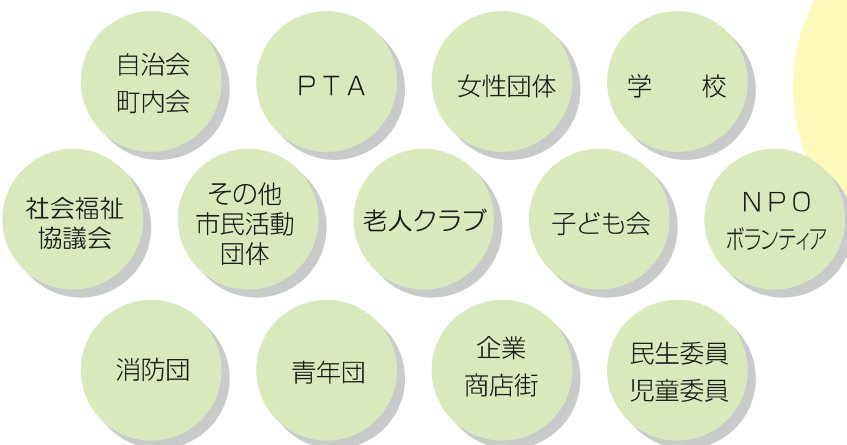 自治会
町内会
ＰＴＡ
女性団体
学　　校
社会福祉
協議会
その他
市民活動
団体
老人クラブ
子ども会
ＮＰＯ
ボランティア
消防団
青年団
企業
商店街
民生委員
児童委員